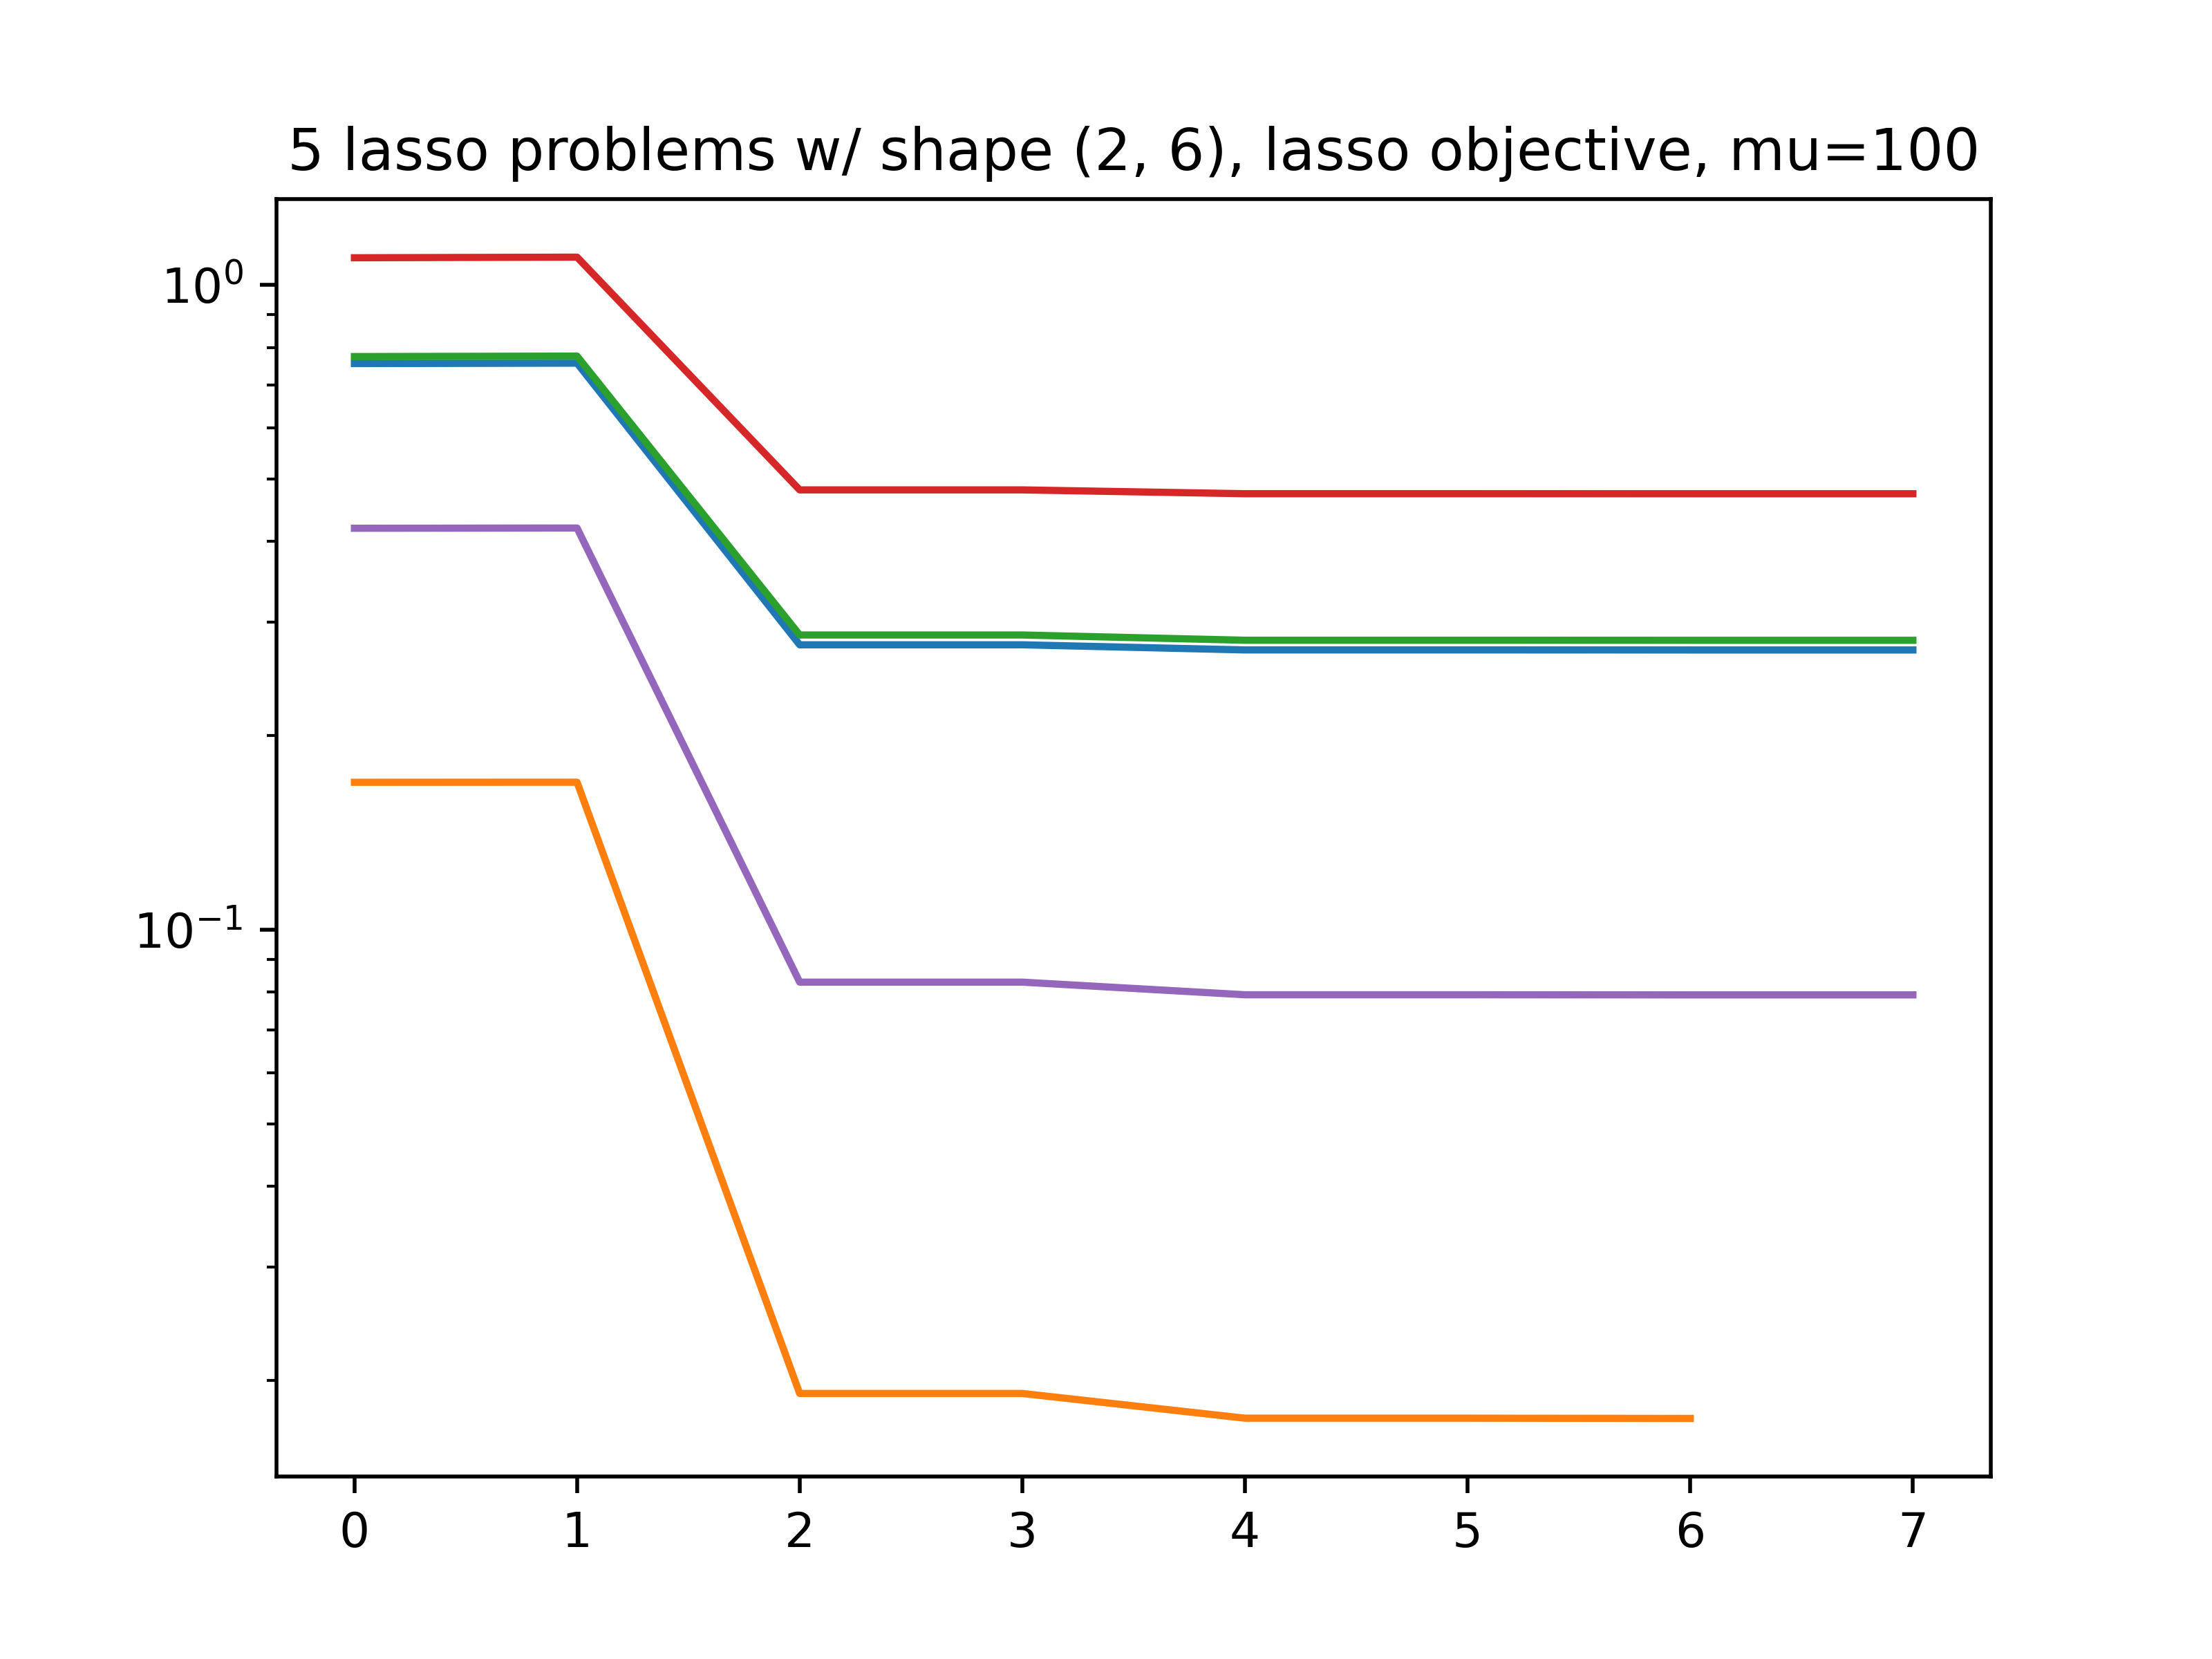 5 lasso problems w/ shape (2, 6), lasso objective, mu=100
10⁰
10⁻¹
0 1 2 3 4 5 6 7